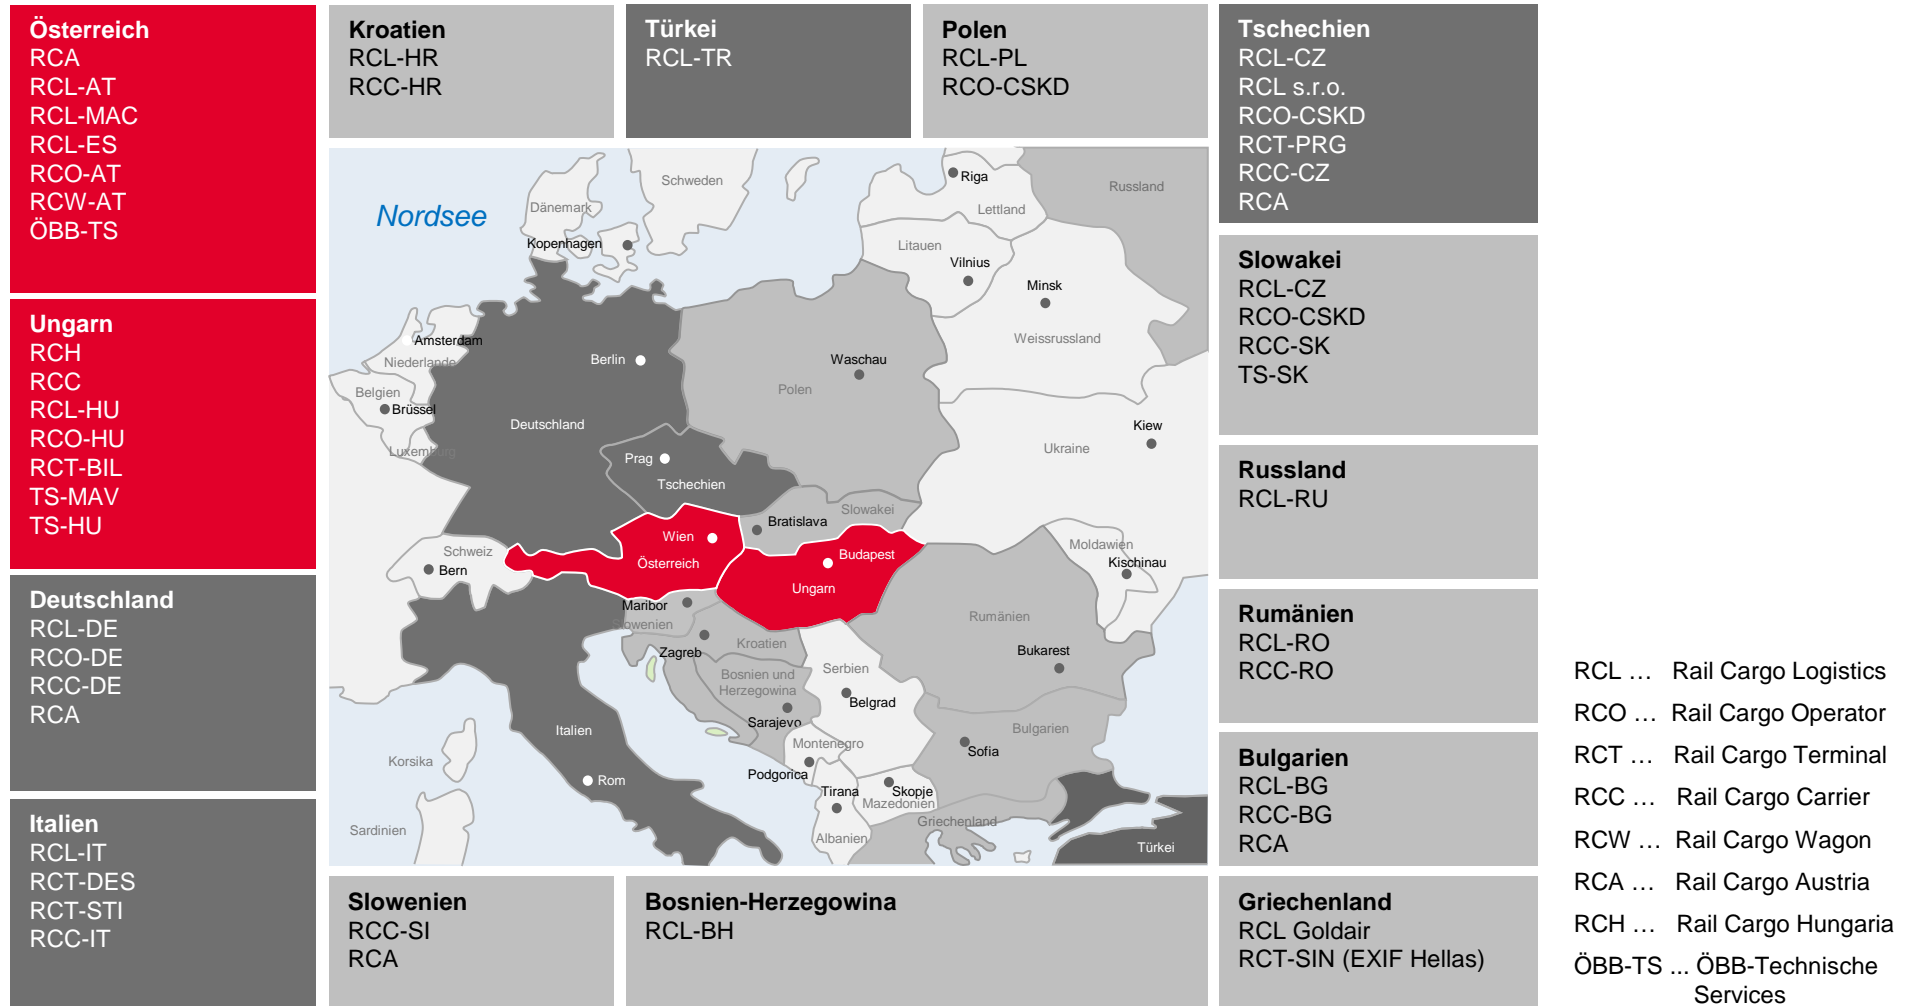 Österreich
RCA
RCL-AT
RCL-MAC
RCL-ES
RCO-AT
RCW-AT
ÖBB-TS
Ungarn
RCH
RCC
RCL-HU
RCO-HU
RCT-BIL
TS-MAV
TS-HU
Deutschland
RCL-DE
RCO-DE
RCC-DE
RCA
Italien
RCL-IT
RCT-DES
RCT-STI
RCC-IT
Kroatien
RCL-HR
RCC-HR
Türkei
RCL-TR
Polen
RCL-PL
RCO-CSKD
Tschechien
RCL-CZ
RCL s.r.o.
RCO-CSKD
RCT-PRG
RCC-CZ
RCA
Slowakei
RCL-CZ
RCO-CSKD
RCC-SK
TS-SK
Russland
RCL-RU
Rumänien
RCL-RO
RCC-RO
Bulgarien
RCL-BG
RCC-BG
RCA
Griechenland
RCL Goldair
RCT-SIN (EXIF Hellas)
Slowenien
RCC-SI
RCA
Bosnien-Herzegowina
RCL-BH
Nordsee
Schweden
Riga
Russland
Dänemark
Lettland
Kopenhagen
Litauen
Vilnius
Minsk
Weissrussland
Amsterdam
Niederlande
Berlin
Waschau
Polen
Belgien
Brüssel
Deutschland
Kiew
Ukraine
Luxemburg
Prag
Tschechien
Slowakei
Bratislava
Wien
Österreich
Budapest
Ungarn
Schweiz
Bern
Moldawien
Kischinau
Maribor
Slowenien
Rumänien
Kroatien
Zagreb
Bukarest
Serbien
Bosnien und
Herzegowina
Belgrad
Sarajevo
Italien
Bulgarien
Montenegro
Sofia
Korsika
Podgorica
Rom
Tirana
Skopje
Mazedonien
Griechenland
Sardinien
Albanien
Türkei
RCL … Rail Cargo Logistics
RCO … Rail Cargo Operator
RCT … Rail Cargo Terminal
RCC … Rail Cargo Carrier
RCW … Rail Cargo Wagon
RCA … Rail Cargo Austria
RCH … Rail Cargo Hungaria
ÖBB-TS ... ÖBB-Technische
Services